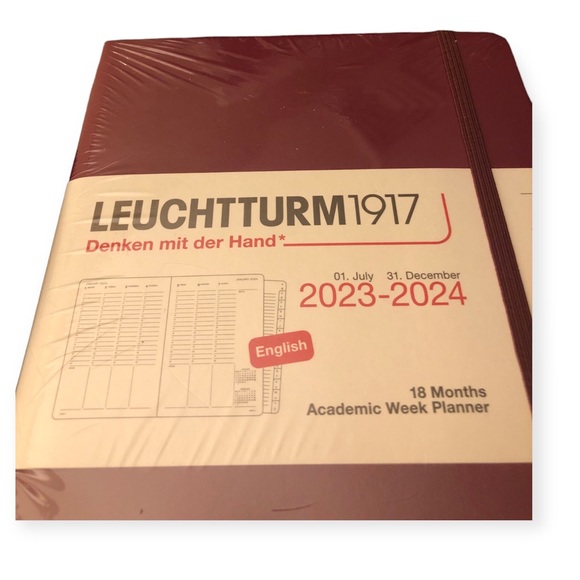 LEUCHTTURM1917
Denken mit der Hand*
01. July 31. December
2023-2024
English
18 Months
Academic Week Planner